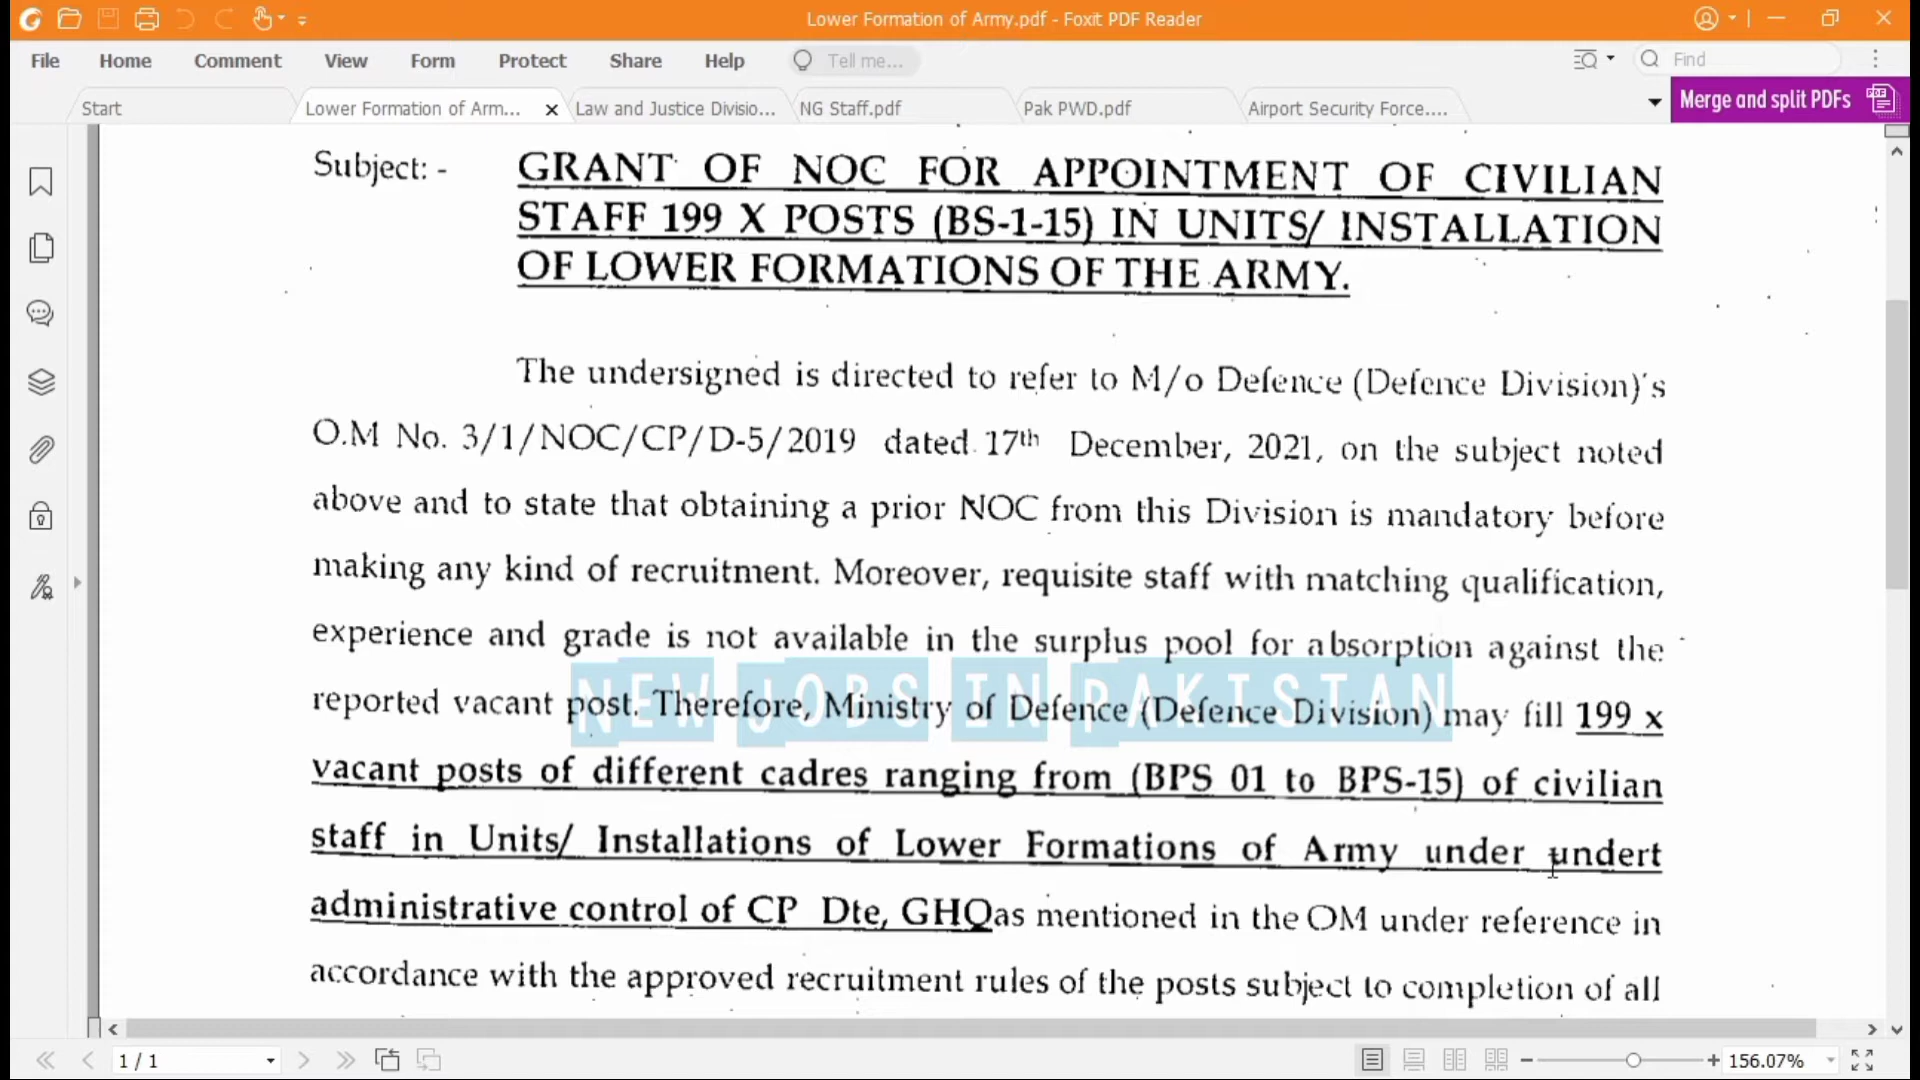 Lower Formation of Army.pdf - Foxit PDF Reader
File Home Comment View Form Protect Share Help Tell me... Find
Start Lower Formation of Arm... Law and Justice Divisio... NG Staff.pdf Pak PWD.pdf Airport Security Force.... Merge and split PDFs
Subject: - GRANT OF NOC FOR APPOINTMENT OF CIVILIAN
STAFF 199 X POSTS (BS-1-15) IN UNITS/ INSTALLATION
OF LOWER FORMATIONS OF THE ARMY.
The undersigned is directed to refer to M/o Defence (Defence Division)'s
O.M No. 3/1/NOC/CP/D-5/2019 dated 17th December, 2021, on the subject noted
above and to state that obtaining a prior NOC from this Division is mandatory before
making any kind of recruitment. Moreover, requisite staff with matching qualification,
experience and grade is not available in the surplus pool for absorption against the
reported vacant post. Therefore, Ministry of Defence (Defence Division) may fill 199 x
NEW JOBS IN PAKISTAN
vacant posts of different cadres ranging from (BPS 01 to BPS-15) of civilian
staff in Units/ Installations of Lower Formations of Army under undert
administrative control of CP Dte, GHQas mentioned in the OM under reference in
accordance with the approved recruitment rules of the posts subject to completion of all
1 / 1 156.07%